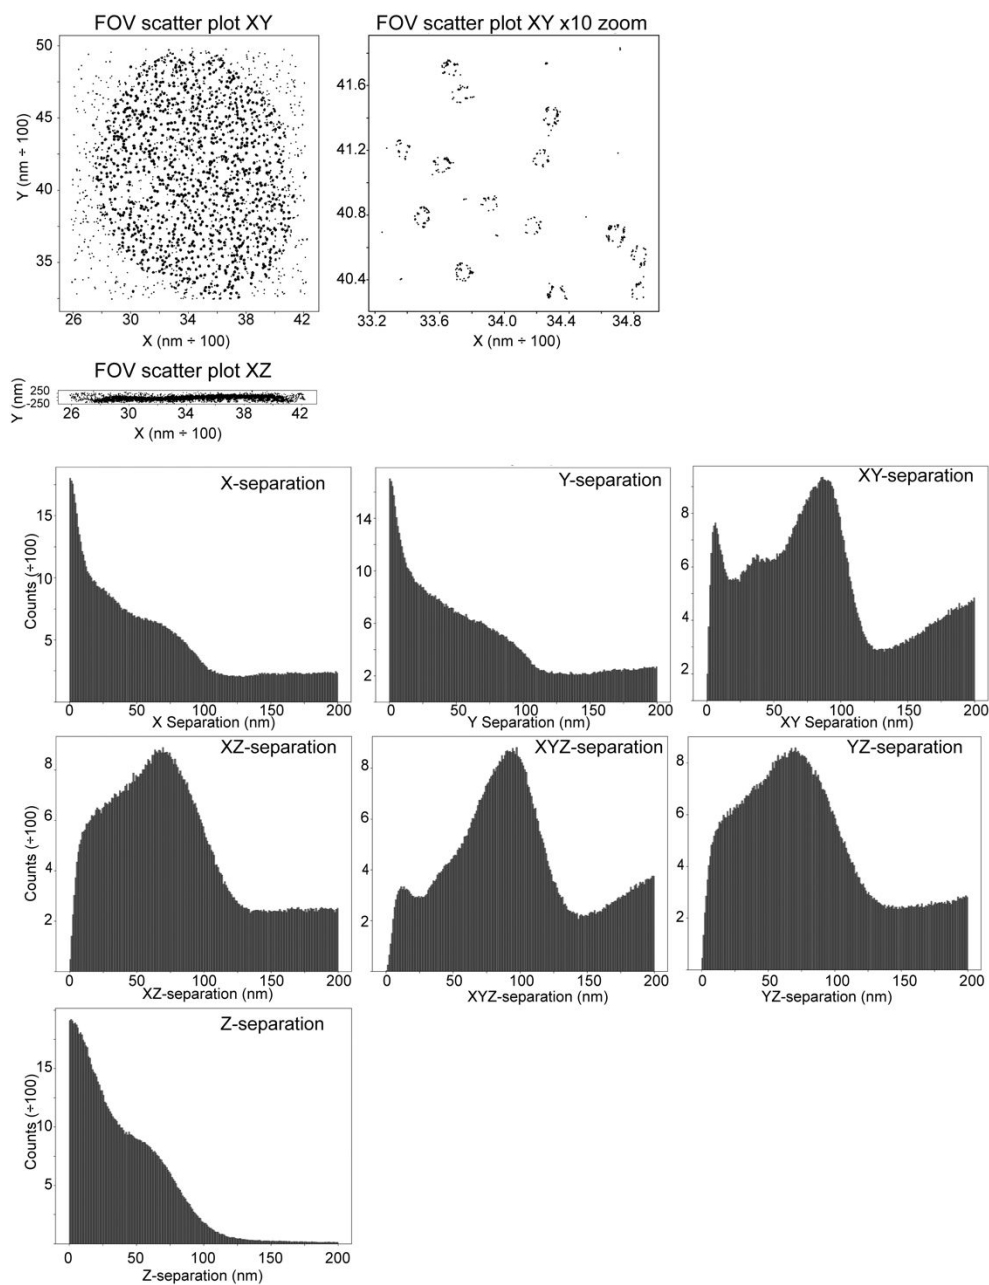 FOV scatter plot XY
FOV scatter plot XY x10 zoom
50
45
40
35
Y (nm ÷ 100)
26 30 34 38 42
X (nm ÷ 100)
41.6
41.2
40.8
40.4
33.2 33.6 34.0 34.4 34.8
X (nm ÷ 100)
FOV scatter plot XZ
Y (nm)
250
-250
26 30 34 38 42
X (nm ÷ 100)
X-separation
Counts (÷100)
15
10
5
0 50 100 150 200
X Separation (nm)
Y-separation
14
10
6
2
0 50 100 150 200
Y Separation (nm)
XY-separation
8
6
4
2
0 50 100 150 200
XY Separation (nm)
XZ-separation
Counts (÷100)
8
6
4
2
0 50 100 150 200
XZ-separation (nm)
XYZ-separation
8
6
4
2
0 50 100 150 200
XYZ-separation (nm)
YZ-separation
8
6
4
2
0 50 100 150 200
YZ-separation (nm)
Z-separation
Counts (÷100)
15
10
5
0 50 100 150 200
Z-separation (nm)